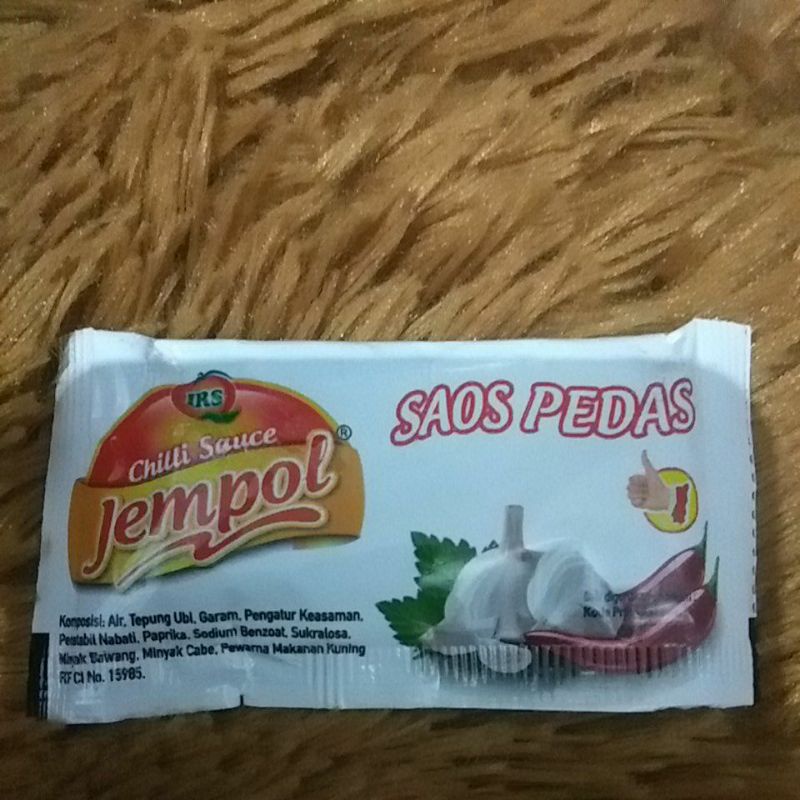 IRS
Chilli Sauce
Jempol®
SAOS PEDAS
Komposisi: Air, Tepung Ubi, Garam, Pengatur Keasaman,
Penstabil Nabati, Paprika, Sodium Benzoat, Sukralosa,
Minyak Bawang, Minyak Cabe, Pewarna Makanan Kuning
CI No. 15985.